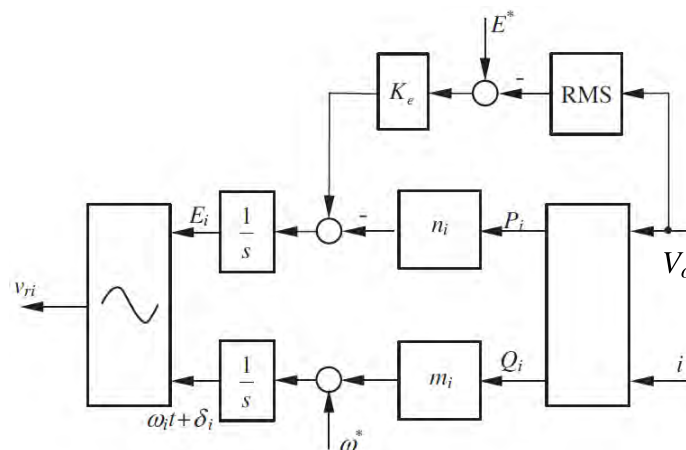 E*
K_e
-
RMS
E_i
1/s
-
n_i
P_i
V_o
v_ri
1/s
m_i
Q_i
i
ω_i t + δ_i
ω*